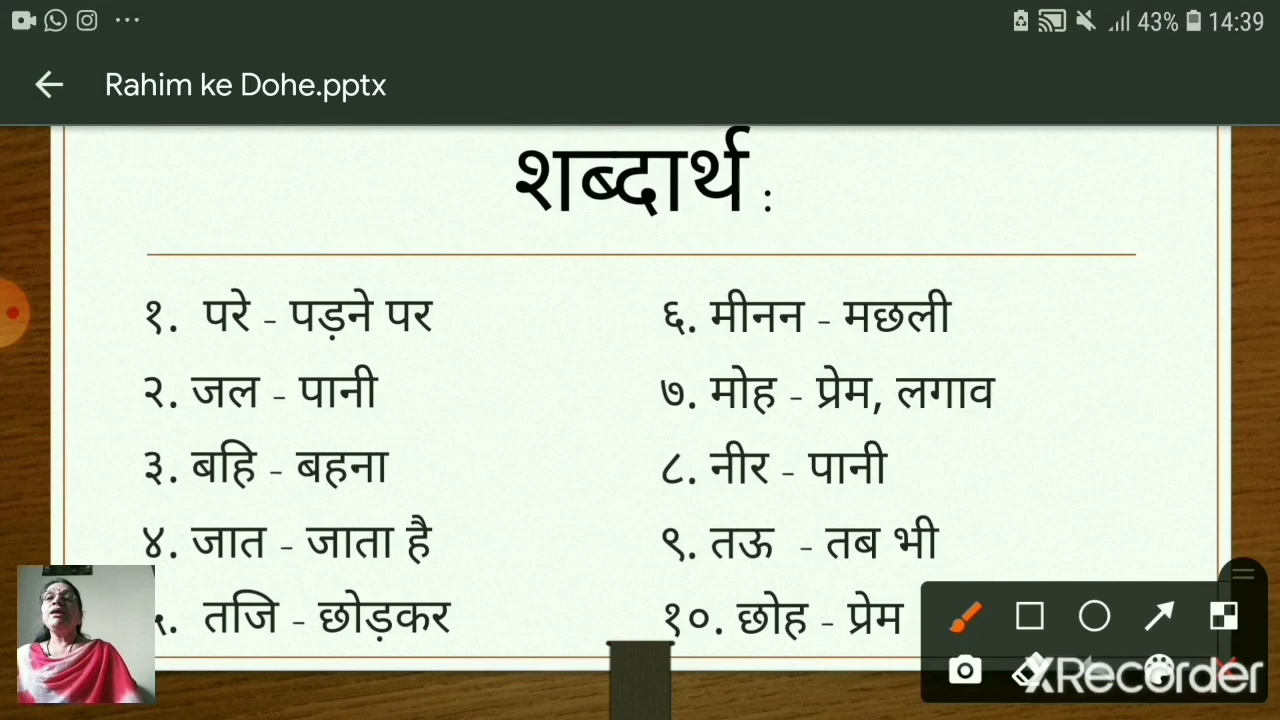 43% 14:39
Rahim ke Dohe.pptx
शब्दार्थ :
१. परे - पड़ने पर
२. जल - पानी
३. बहि - बहना
४. जात - जाता है
५. तजि - छोड़कर
६. मीनन - मछली
७. मोह - प्रेम, लगाव
८. नीर - पानी
९. तऊ - तब भी
१०. छोह - प्रेम
XRecorder